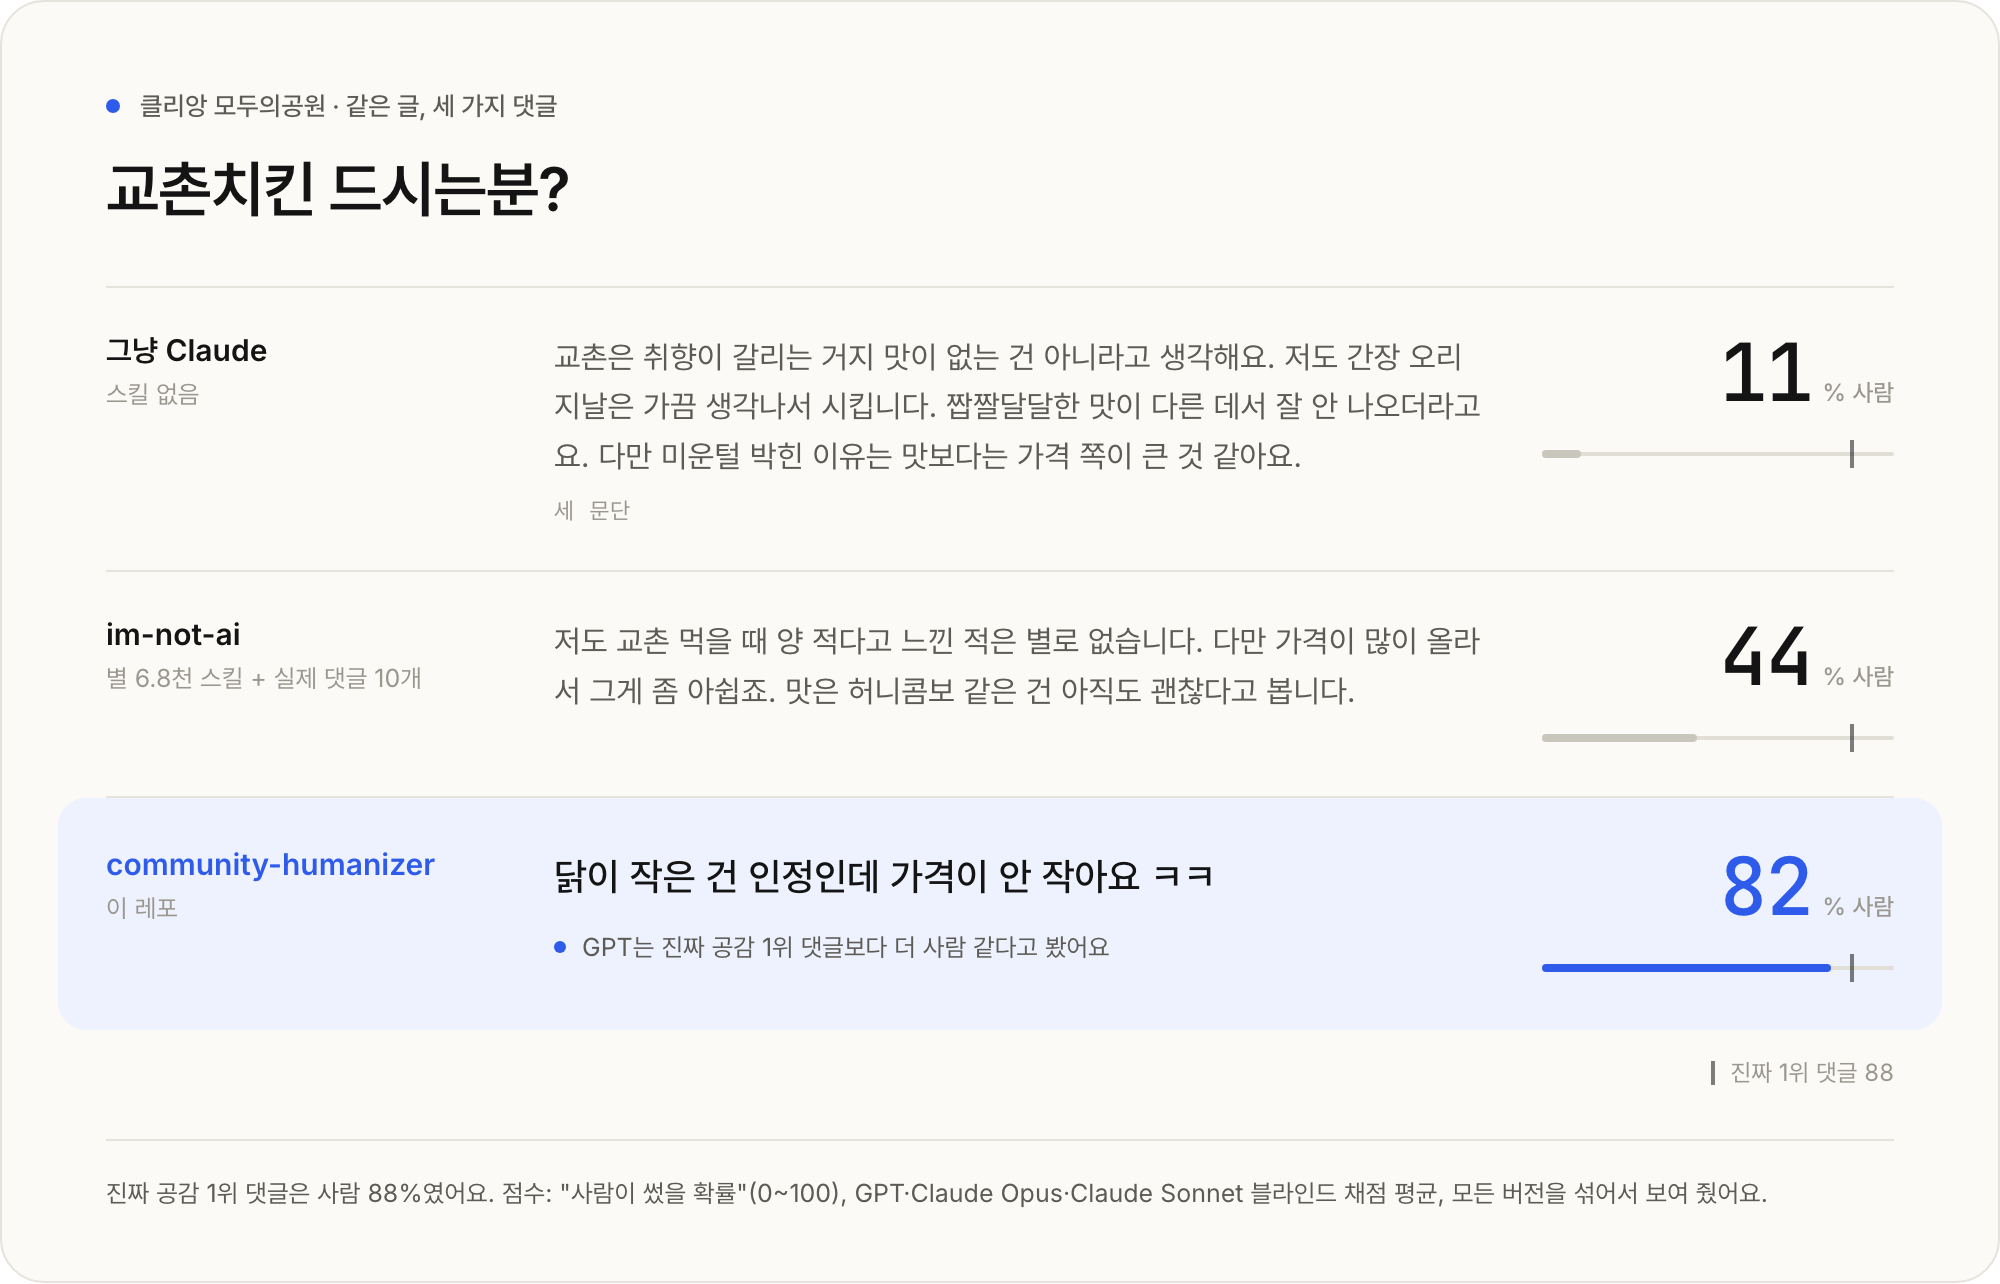 클리앙 모두의공원 · 같은 글, 세 가지 댓글
교촌치킨 드시는분?
그냥 Claude
스킬 없음
교촌은 취향이 갈리는 거지 맛이 없는 건 아니라고 생각해요. 저도 간장 오리
지날은 가끔 생각나서 시킵니다. 짭짤달달한 맛이 다른 데서 잘 안 나오더라고
요. 다만 미운털 박힌 이유는 맛보다는 가격 쪽이 큰 것 같아요.
세 문단
11 % 사람
im-not-ai
별 6.8천 스킬 + 실제 댓글 10개
저도 교촌 먹을 때 양 적다고 느낀 적은 별로 없습니다. 다만 가격이 많이 올라
서 그게 좀 아쉽죠. 맛은 허니콤보 같은 건 아직도 괜찮다고 봅니다.
44 % 사람
community-humanizer
이 레포
닭이 작은 건 인정인데 가격이 안 작아요 ㅋㅋ
GPT는 진짜 공감 1위 댓글보다 더 사람 같다고 봤어요
82 % 사람
진짜 1위 댓글 88
진짜 공감 1위 댓글은 사람 88%였어요. 점수: "사람이 썼을 확률"(0~100), GPT·Claude Opus·Claude Sonnet 블라인드 채점 평균, 모든 버전을 섞어서 보여 줬어요.